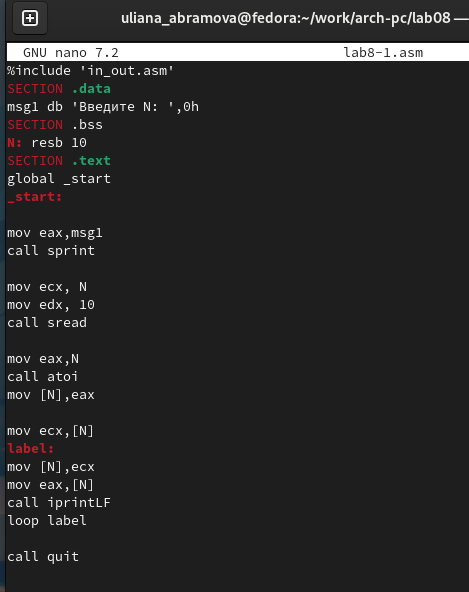 uliana_abramova@fedora:~/work/arch-pc/lab08 —
GNU nano 7.2 lab8-1.asm
%include 'in_out.asm'
SECTION .data
msg1 db 'Введите N: ',0h
SECTION .bss
N: resb 10
SECTION .text
global _start
_start:
mov eax,msg1
call sprint
mov ecx, N
mov edx, 10
call sread
mov eax,N
call atoi
mov [N],eax
mov ecx,[N]
label:
mov [N],ecx
mov eax,[N]
call iprintLF
loop label
call quit